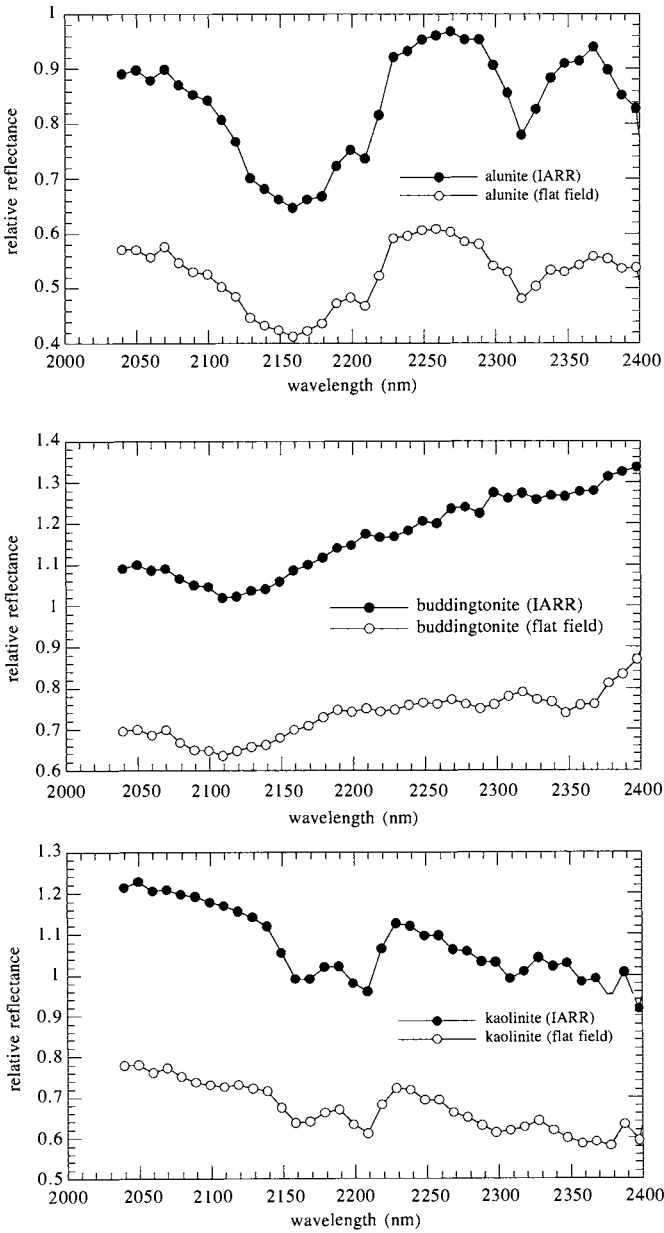 1
0.9
0.8
0.7
0.6
0.5
0.4
relative reflectance
alunite (IARR)
alunite (flat field)
2000 2050 2100 2150 2200 2250 2300 2350 2400
wavelength (nm)
1.4
1.3
1.2
1.1
1
0.9
0.8
0.7
0.6
relative reflectance
buddingtonite (IARR)
buddingtonite (flat field)
2000 2050 2100 2150 2200 2250 2300 2350 2400
wavelength (nm)
1.3
1.2
1.1
1
0.9
0.8
0.7
0.6
0.5
relative reflectance
kaolinite (IARR)
kaolinite (flat field)
2000 2050 2100 2150 2200 2250 2300 2350 2400
wavelength (nm)